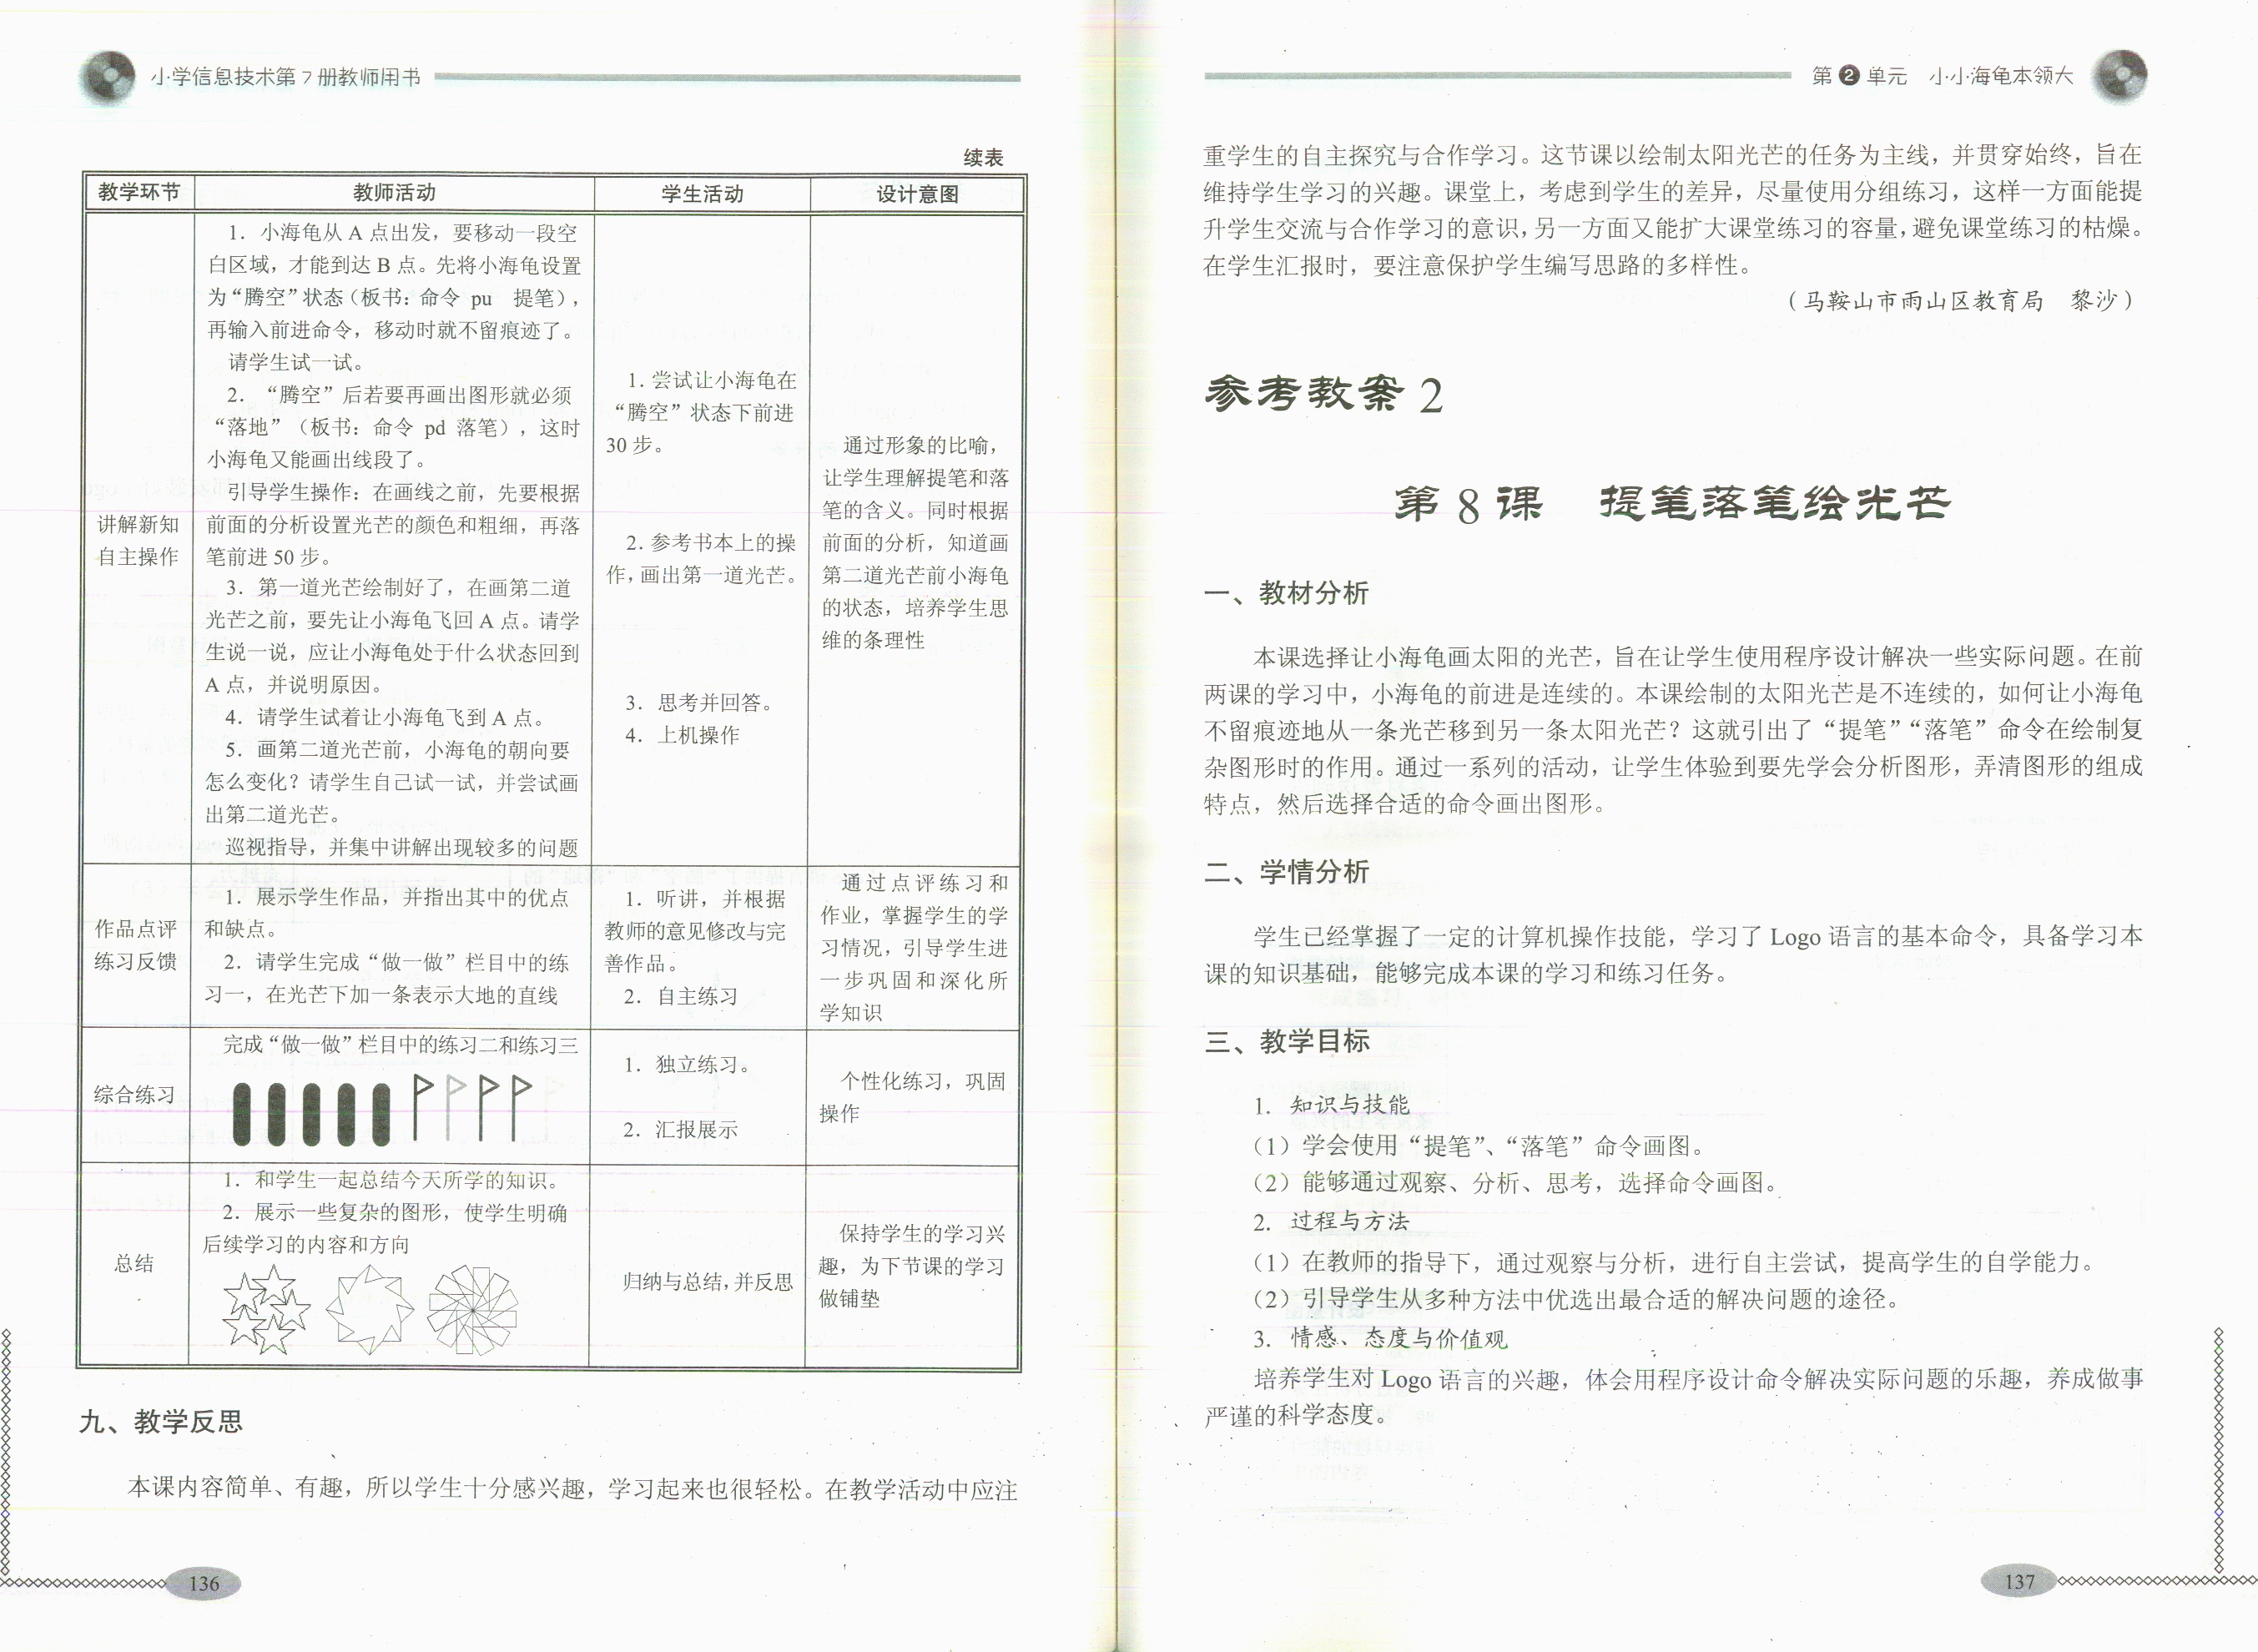 小学信息技术第7册教师用书
续表
教学环节
教师活动
学生活动
设计意图
讲解新知
自主操作
1. 小海龟从 A 点出发，要移动一段空
白区域，才能到达 B 点。先将小海龟设置
为“腾空”状态（板书：命令 pu 提笔），
再输入前进命令，移动时就不留痕迹了。
请学生试一试。
2. “腾空”后若要再画出图形就必须
“落地”（板书：命令 pd 落笔），这时
小海龟又能画出线段了。
引导学生操作：在画线之前，先要根据
前面的分析设置光芒的颜色和粗细，再落
笔前进 50 步。
3. 第一道光芒绘制好了，在画第二道
光芒之前，要先让小海龟飞回 A 点。请学
生说一说，应让小海龟处于什么状态回到
A 点，并说明原因。
4. 请学生试着让小海龟飞到 A 点。
5. 画第二道光芒前，小海龟的朝向要
怎么变化？请学生自己试一试，并尝试画
出第二道光芒。
巡视指导，并集中讲解出现较多的问题
1. 尝试让小海龟在
“腾空”状态下前进
30 步。
2. 参考书本上的操
作，画出第一道光芒。
3. 思考并回答。
4. 上机操作
通过形象的比喻，
让学生理解提笔和落
笔的含义。同时根据
前面的分析，知道画
第二道光芒前小海龟
的状态，培养学生思
维的条理性
作品点评
练习反馈
1. 展示学生作品，并指出其中的优点
和缺点。
2. 请学生完成“做一做”栏目中的练
习一，在光芒下加一条表示大地的直线
1. 听讲，并根据
教师的意见修改与完
善作品。
2. 自主练习
通过点评练习和
作业，掌握学生的学
习情况，引导学生进
一步巩固和深化所
学知识
综合练习
完成“做一做”栏目中的练习二和练习三
1. 独立练习。
2. 汇报展示
个性化练习，巩固
操作
总结
1. 和学生一起总结今天所学的知识。
2. 展示一些复杂的图形，使学生明确
后续学习的内容和方向
归纳与总结，并反思
保持学生的学习兴
趣，为下节课的学习
做铺垫
九、教学反思
本课内容简单、有趣，所以学生十分感兴趣，学习起来也很轻松。在教学活动中应注
136
第2单元 小小海龟本领大
重学生的自主探究与合作学习。这节课以绘制太阳光芒的任务为主线，并贯穿始终，旨在
维持学生学习的兴趣。课堂上，考虑到学生的差异，尽量使用分组练习，这样一方面能提
升学生交流与合作学习的意识，另一方面又能扩大课堂练习的容量，避免课堂练习的枯燥。
在学生汇报时，要注意保护学生编写思路的多样性。
（马鞍山市雨山区教育局 黎沙）
参考教案 2
第 8 课 提笔落笔绘光芒
一、教材分析
本课选择让小海龟画太阳的光芒，旨在让学生使用程序设计解决一些实际问题。在前
两课的学习中，小海龟的前进是连续的。本课绘制的太阳光芒是不连续的，如何让小海龟
不留痕迹地从一条光芒移到另一条太阳光芒？这就引出了“提笔”“落笔”命令在绘制复
杂图形时的作用。通过一系列的活动，让学生体验到要先学会分析图形，弄清图形的组成
特点，然后选择合适的命令画出图形。
二、学情分析
学生已经掌握了一定的计算机操作技能，学习了 Logo 语言的基本命令，具备学习本
课的知识基础，能够完成本课的学习和练习任务。
三、教学目标
1. 知识与技能
（1）学会使用“提笔”、“落笔”命令画图。
（2）能够通过观察、分析、思考，选择命令画图。
2. 过程与方法
（1）在教师的指导下，通过观察与分析，进行自主尝试，提高学生的自学能力。
（2）引导学生从多种方法中优选出最合适的解决问题的途径。
3. 情感、态度与价值观
培养学生对 Logo 语言的兴趣，体会用程序设计命令解决实际问题的乐趣，养成做事
严谨的科学态度。
137